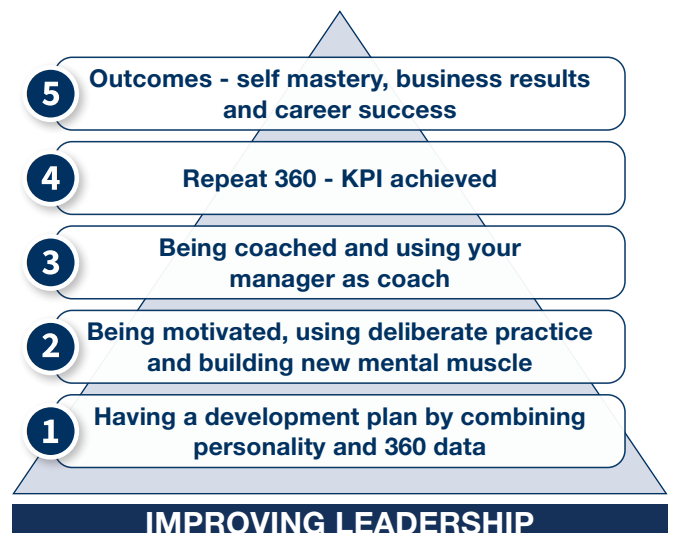 5
Outcomes - self mastery, business results
and career success
4
Repeat 360 - KPI achieved
3
Being coached and using your
manager as coach
2
Being motivated, using deliberate practice
and building new mental muscle
1
Having a development plan by combining
personality and 360 data
IMPROVING LEADERSHIP